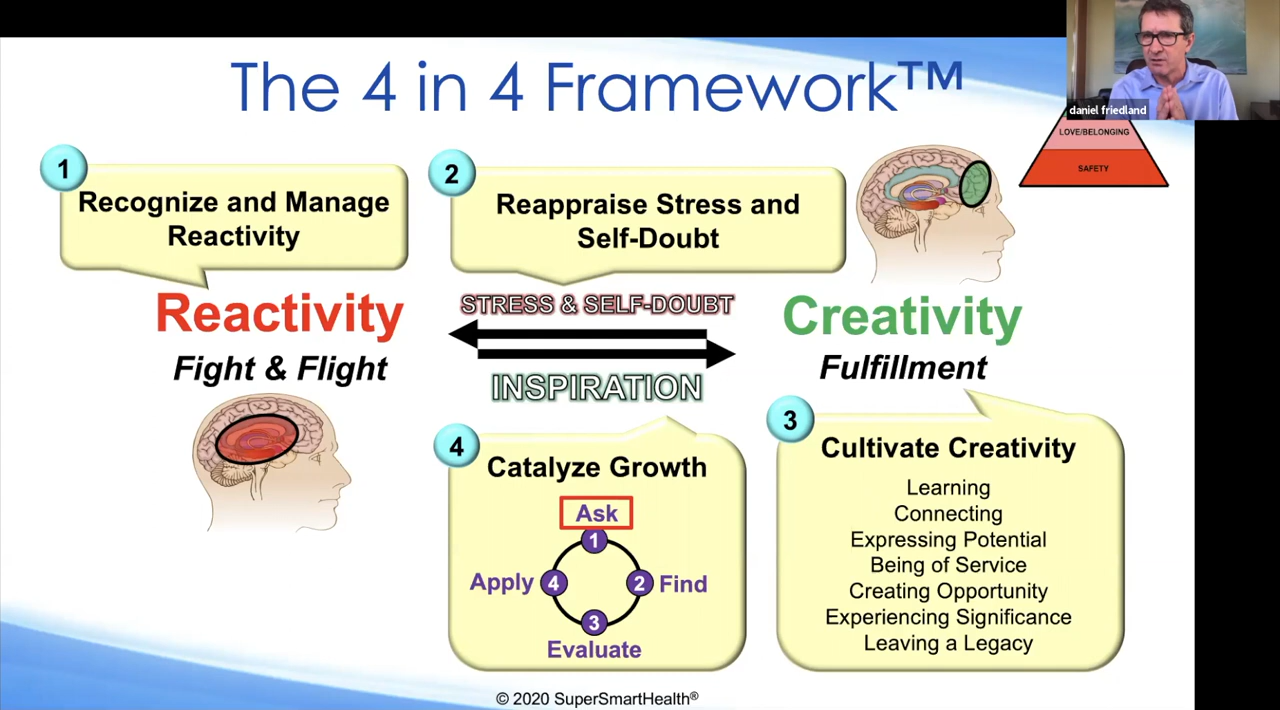 The 4 in 4 Framework™
daniel friedland
LOVE/BELONGING
SAFETY
1
Recognize and Manage
Reactivity
2
Reappraise Stress and
Self-Doubt
Reactivity
Fight & Flight
STRESS & SELF-DOUBT
INSPIRATION
Creativity
Fulfillment
4
Catalyze Growth
Ask
1
Apply 4
2 Find
3
Evaluate
3
Cultivate Creativity
Learning
Connecting
Expressing Potential
Being of Service
Creating Opportunity
Experiencing Significance
Leaving a Legacy
© 2020 SuperSmartHealth®